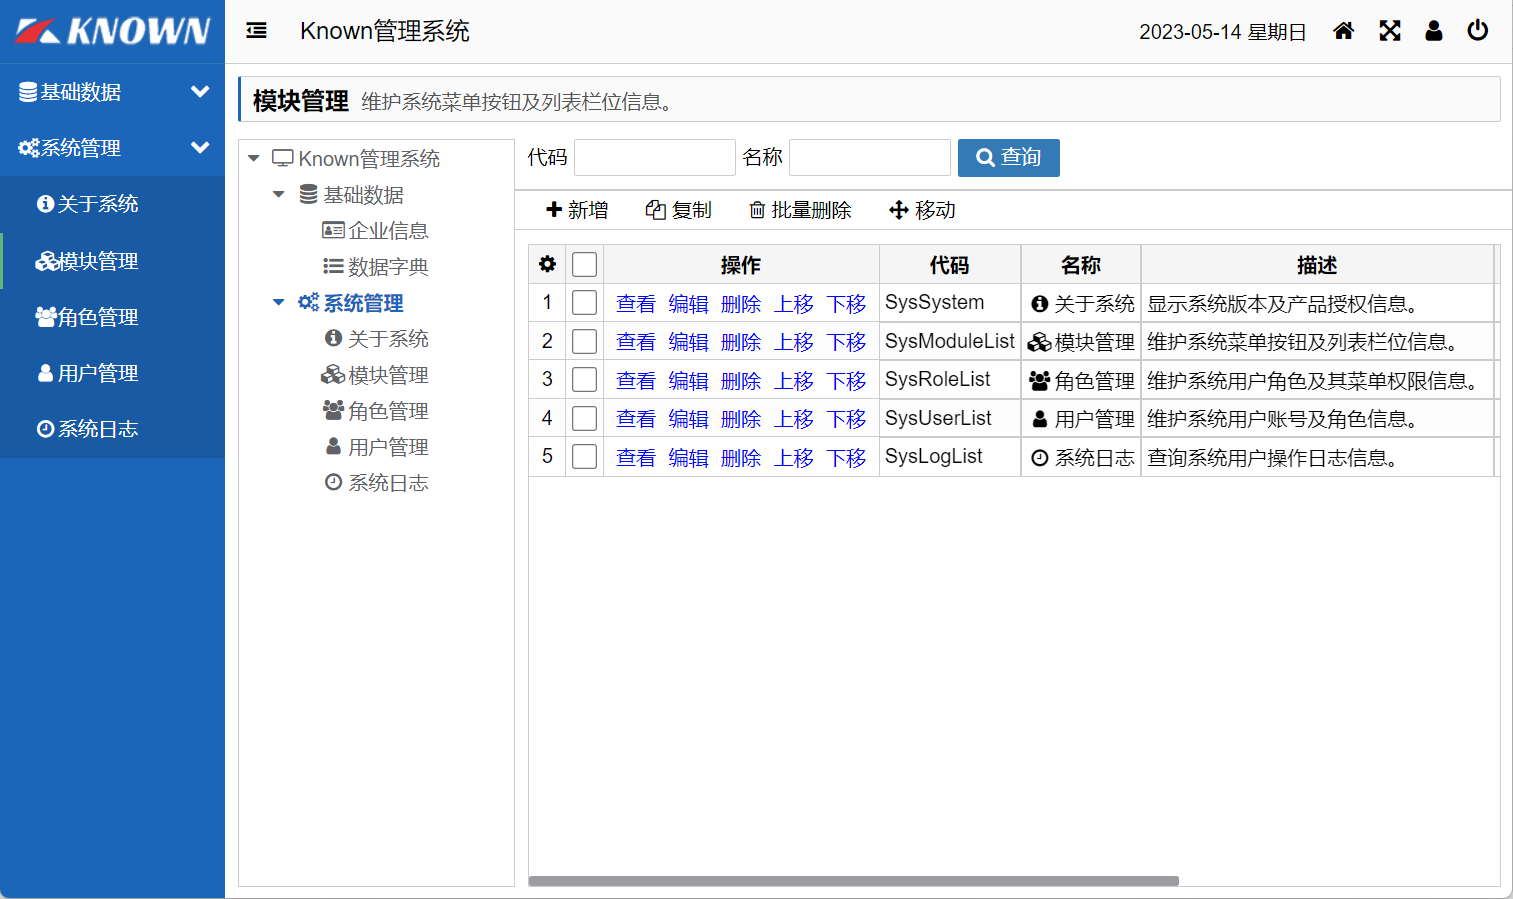 KNOWN
Known管理系统
2023-05-14 星期日
基础数据
系统管理
关于系统
模块管理
角色管理
用户管理
系统日志
模块管理 维护系统菜单按钮及列表栏位信息。
Known管理系统
基础数据
企业信息
数据字典
系统管理
关于系统
模块管理
角色管理
用户管理
系统日志
代码 名称 查询
新增 复制 批量删除 移动
操作 代码 名称 描述
1 查看 编辑 删除 上移 下移 SysSystem 关于系统 显示系统版本及产品授权信息。
2 查看 编辑 删除 上移 下移 SysModuleList 模块管理 维护系统菜单按钮及列表栏位信息。
3 查看 编辑 删除 上移 下移 SysRoleList 角色管理 维护系统用户角色及其菜单权限信息。
4 查看 编辑 删除 上移 下移 SysUserList 用户管理 维护系统用户账号及角色信息。
5 查看 编辑 删除 上移 下移 SysLogList 系统日志 查询系统用户操作日志信息。